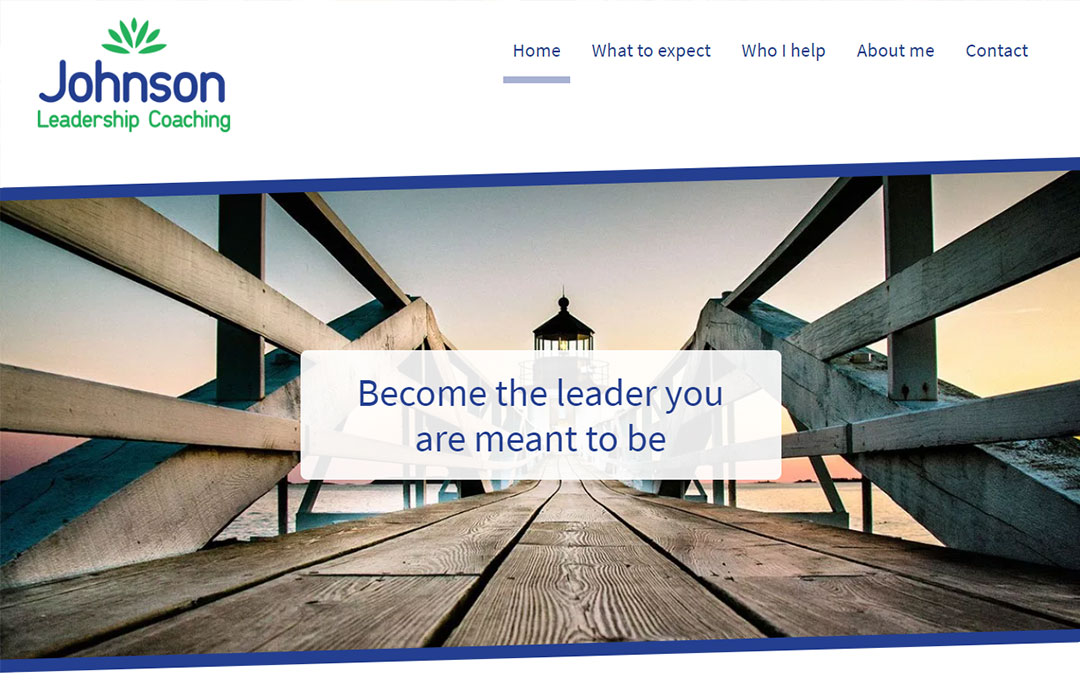 Johnson
Leadership Coaching
Home What to expect Who I help About me Contact
Become the leader you
are meant to be